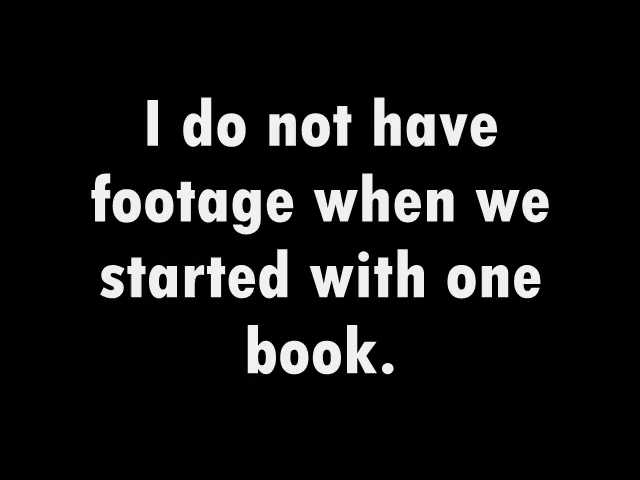 I do not have
footage when we
started with one
book.